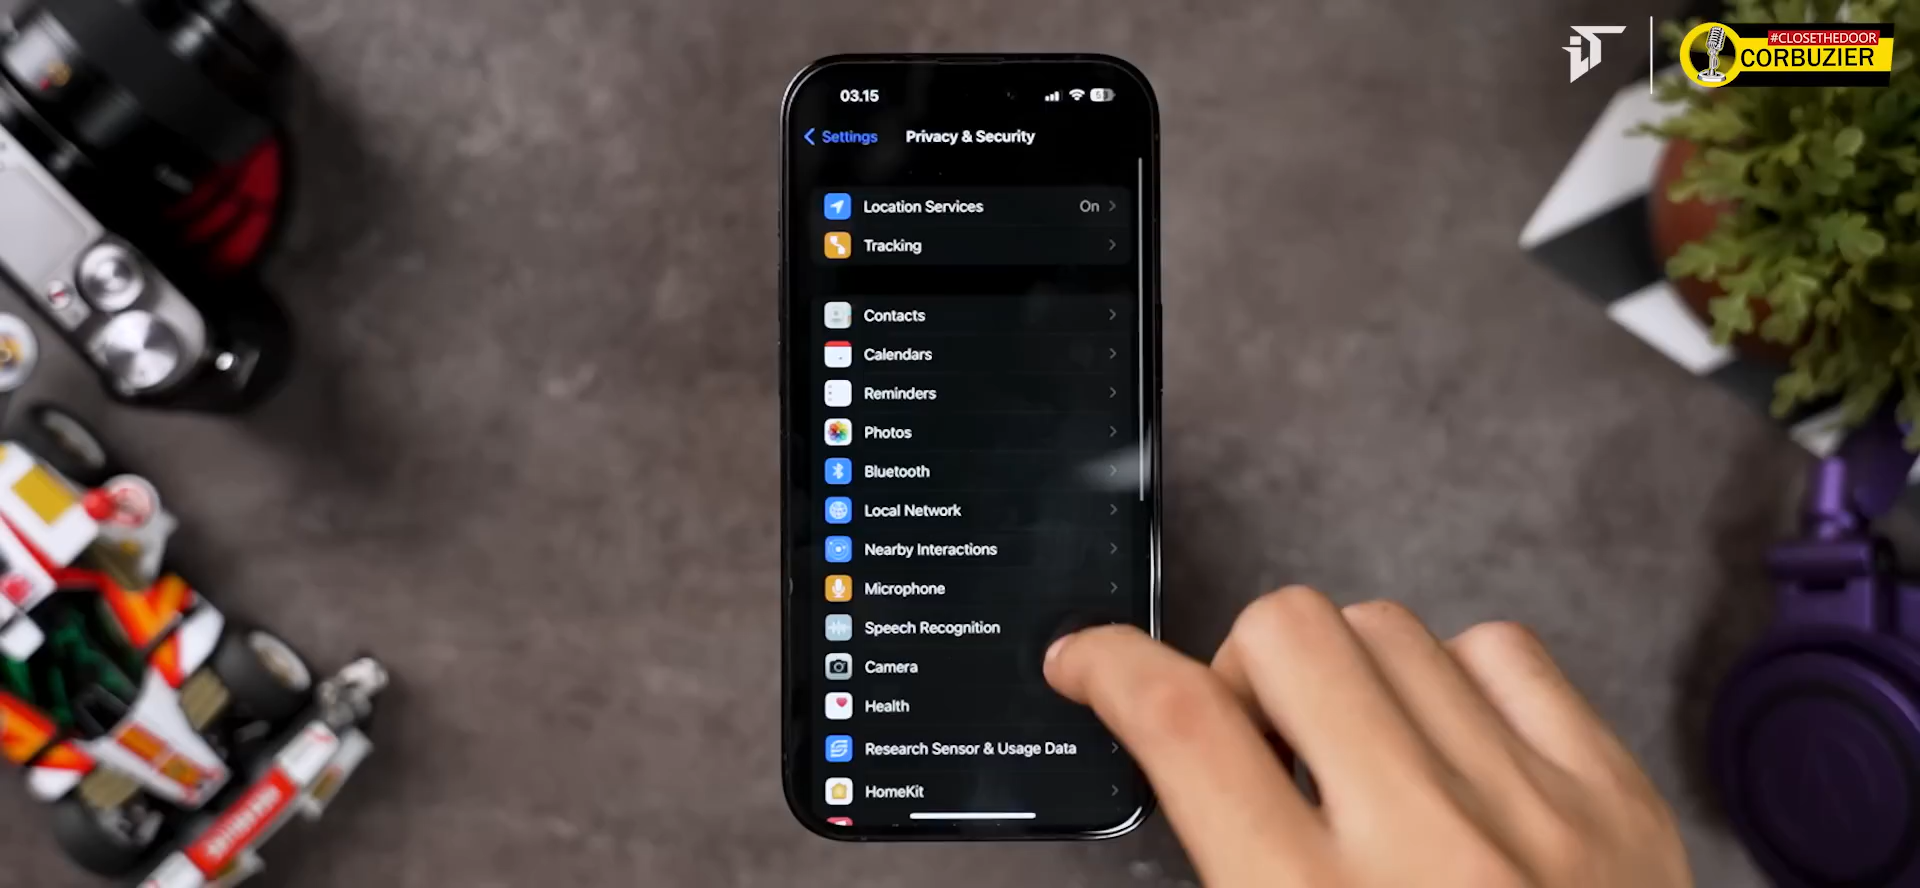 #CLOSETHEDOOR
CORBUZIER
03.15
Settings
Privacy & Security
Location Services
On
Tracking
Contacts
Calendars
Reminders
Photos
Bluetooth
Local Network
Nearby Interactions
Microphone
Speech Recognition
Camera
Health
Research Sensor & Usage Data
HomeKit